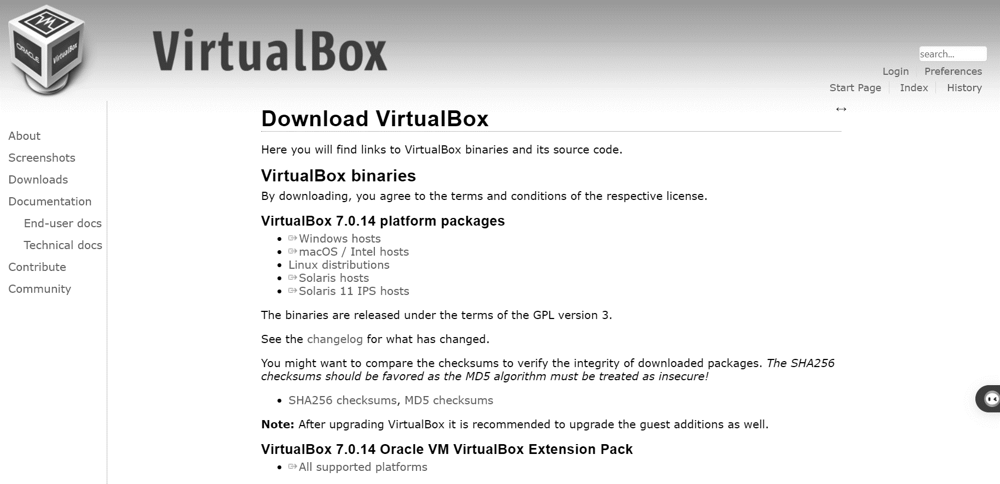 ORACLE
VirtualBox
VirtualBox
search...
Login
Preferences
Start Page
Index
History
About
Screenshots
Downloads
Documentation
End-user docs
Technical docs
Contribute
Community
Download VirtualBox
Here you will find links to VirtualBox binaries and its source code.
VirtualBox binaries
By downloading, you agree to the terms and conditions of the respective license.
VirtualBox 7.0.14 platform packages
Windows hosts
macOS / Intel hosts
Linux distributions
Solaris hosts
Solaris 11 IPS hosts
The binaries are released under the terms of the GPL version 3.
See the changelog for what has changed.
You might want to compare the checksums to verify the integrity of downloaded packages. The SHA256
checksums should be favored as the MD5 algorithm must be treated as insecure!
SHA256 checksums, MD5 checksums
Note: After upgrading VirtualBox it is recommended to upgrade the guest additions as well.
VirtualBox 7.0.14 Oracle VM VirtualBox Extension Pack
All supported platforms